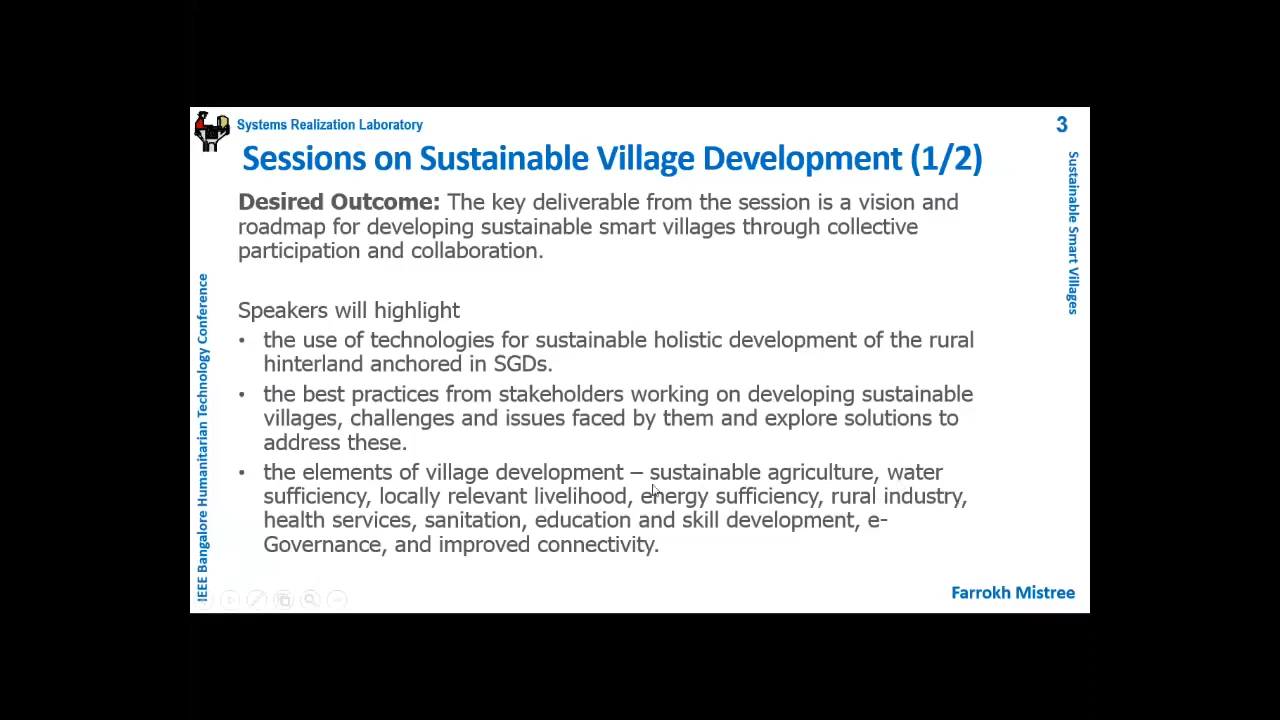 Systems Realization Laboratory
3
Sessions on Sustainable Village Development (1/2)
Desired Outcome: The key deliverable from the session is a vision and
roadmap for developing sustainable smart villages through collective
participation and collaboration.
Speakers will highlight
• the use of technologies for sustainable holistic development of the rural
hinterland anchored in SGDs.
• the best practices from stakeholders working on developing sustainable
villages, challenges and issues faced by them and explore solutions to
address these.
• the elements of village development – sustainable agriculture, water
sufficiency, locally relevant livelihood, energy sufficiency, rural industry,
health services, sanitation, education and skill development, e-
Governance, and improved connectivity.
Sustainable Smart Villages
IEEE Bangalore Humanitarian Technology Conference
Farrokh Mistree